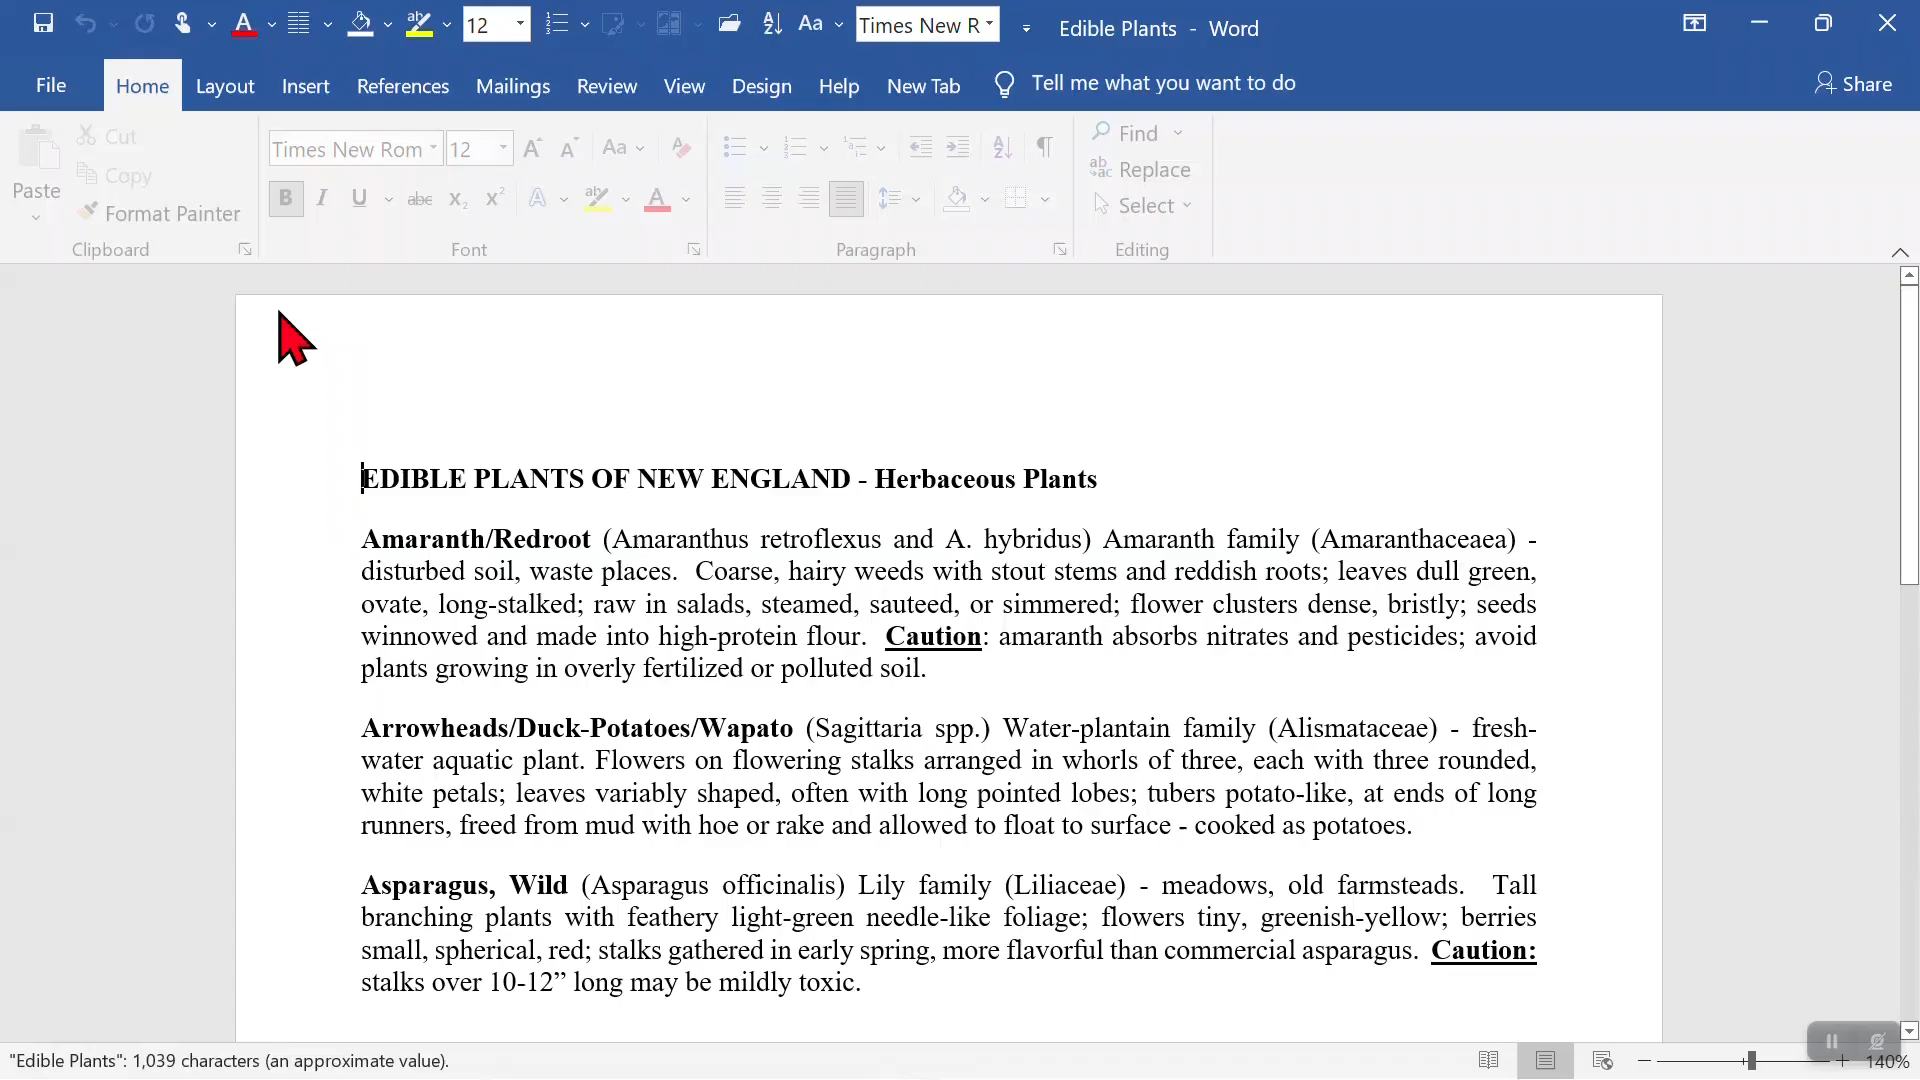 12
Aa
Times New R
Edible Plants - Word
File
Home
Layout
Insert
References
Mailings
Review
View
Design
Help
New Tab
Tell me what you want to do
Share
Paste
Cut
Copy
Format Painter
Clipboard
Times New Rom
12
Aa
B I U abc X₂ X²
Font
Paragraph
Find
Replace
Select
Editing
EDIBLE PLANTS OF NEW ENGLAND - Herbaceous Plants
Amaranth/Redroot (Amaranthus retroflexus and A. hybridus) Amaranth family (Amaranthaceaea) -
disturbed soil, waste places. Coarse, hairy weeds with stout stems and reddish roots; leaves dull green,
ovate, long-stalked; raw in salads, steamed, sauteed, or simmered; flower clusters dense, bristly; seeds
winnowed and made into high-protein flour. Caution: amaranth absorbs nitrates and pesticides; avoid
plants growing in overly fertilized or polluted soil.
Arrowheads/Duck-Potatoes/Wapato (Sagittaria spp.) Water-plantain family (Alismataceae) - fresh-
water aquatic plant. Flowers on flowering stalks arranged in whorls of three, each with three rounded,
white petals; leaves variably shaped, often with long pointed lobes; tubers potato-like, at ends of long
runners, freed from mud with hoe or rake and allowed to float to surface - cooked as potatoes.
Asparagus, Wild (Asparagus officinalis) Lily family (Liliaceae) - meadows, old farmsteads. Tall
branching plants with feathery light-green needle-like foliage; flowers tiny, greenish-yellow; berries
small, spherical, red; stalks gathered in early spring, more flavorful than commercial asparagus. Caution:
stalks over 10-12” long may be mildly toxic.
"Edible Plants": 1,039 characters (an approximate value).
140%